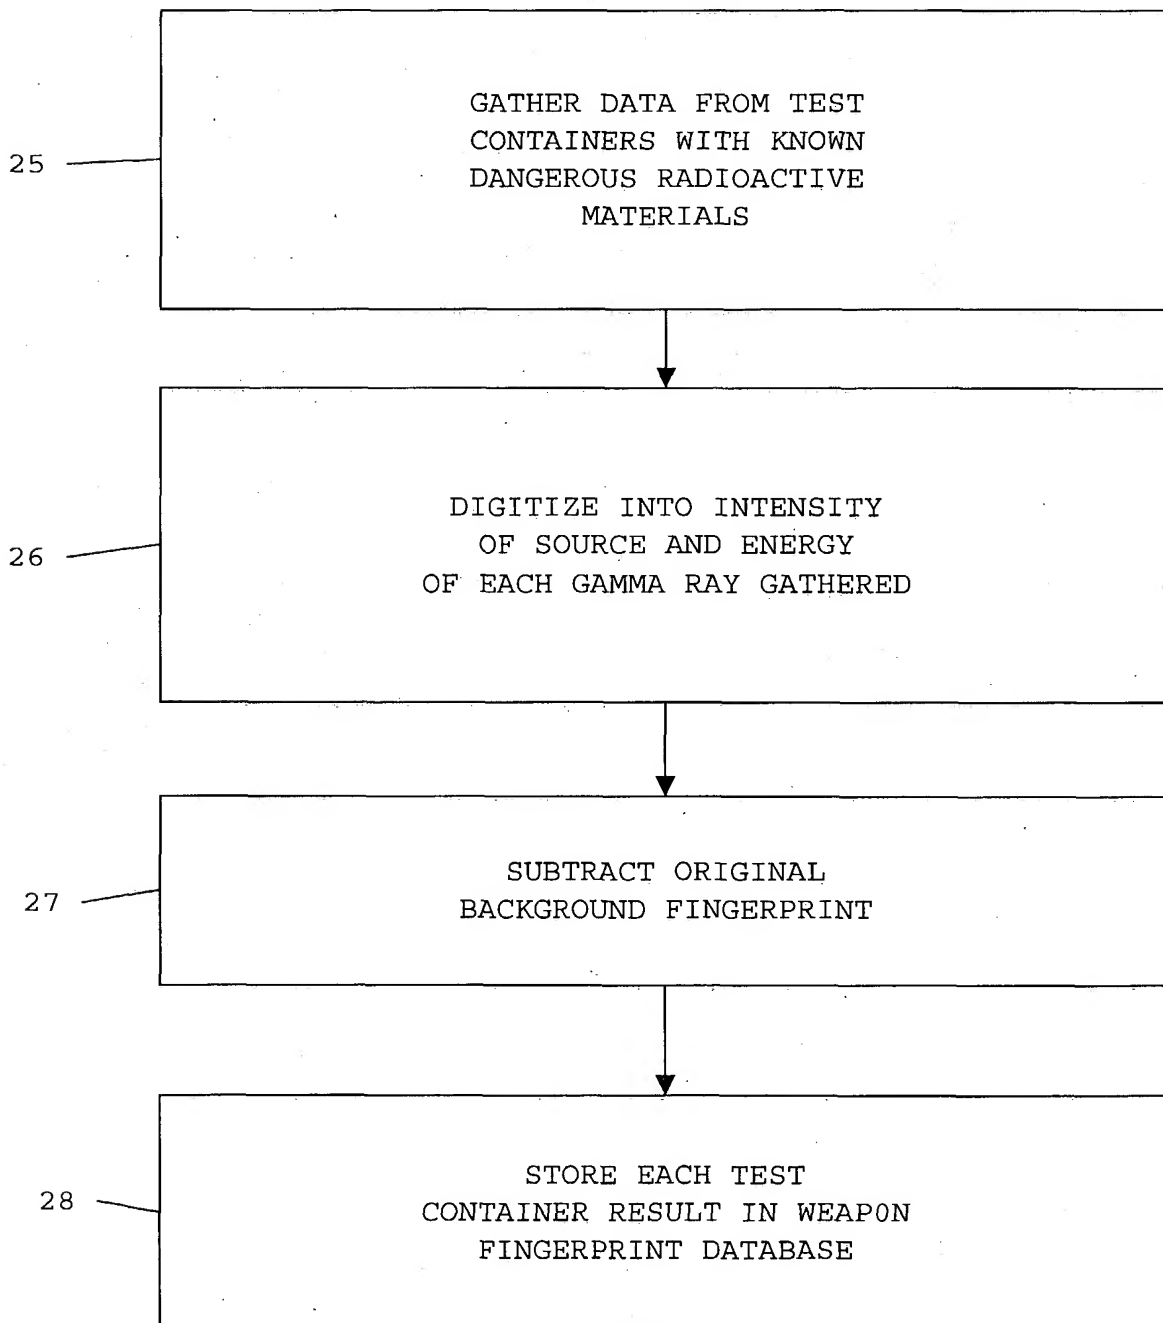 25
GATHER DATA FROM TEST
CONTAINERS WITH KNOWN
DANGEROUS RADIOACTIVE
MATERIALS
26
DIGITIZE INTO INTENSITY
OF SOURCE AND ENERGY
OF EACH GAMMA RAY GATHERED
27
SUBTRACT ORIGINAL
BACKGROUND FINGERPRINT
28
STORE EACH TEST
CONTAINER RESULT IN WEAPON
FINGERPRINT DATABASE